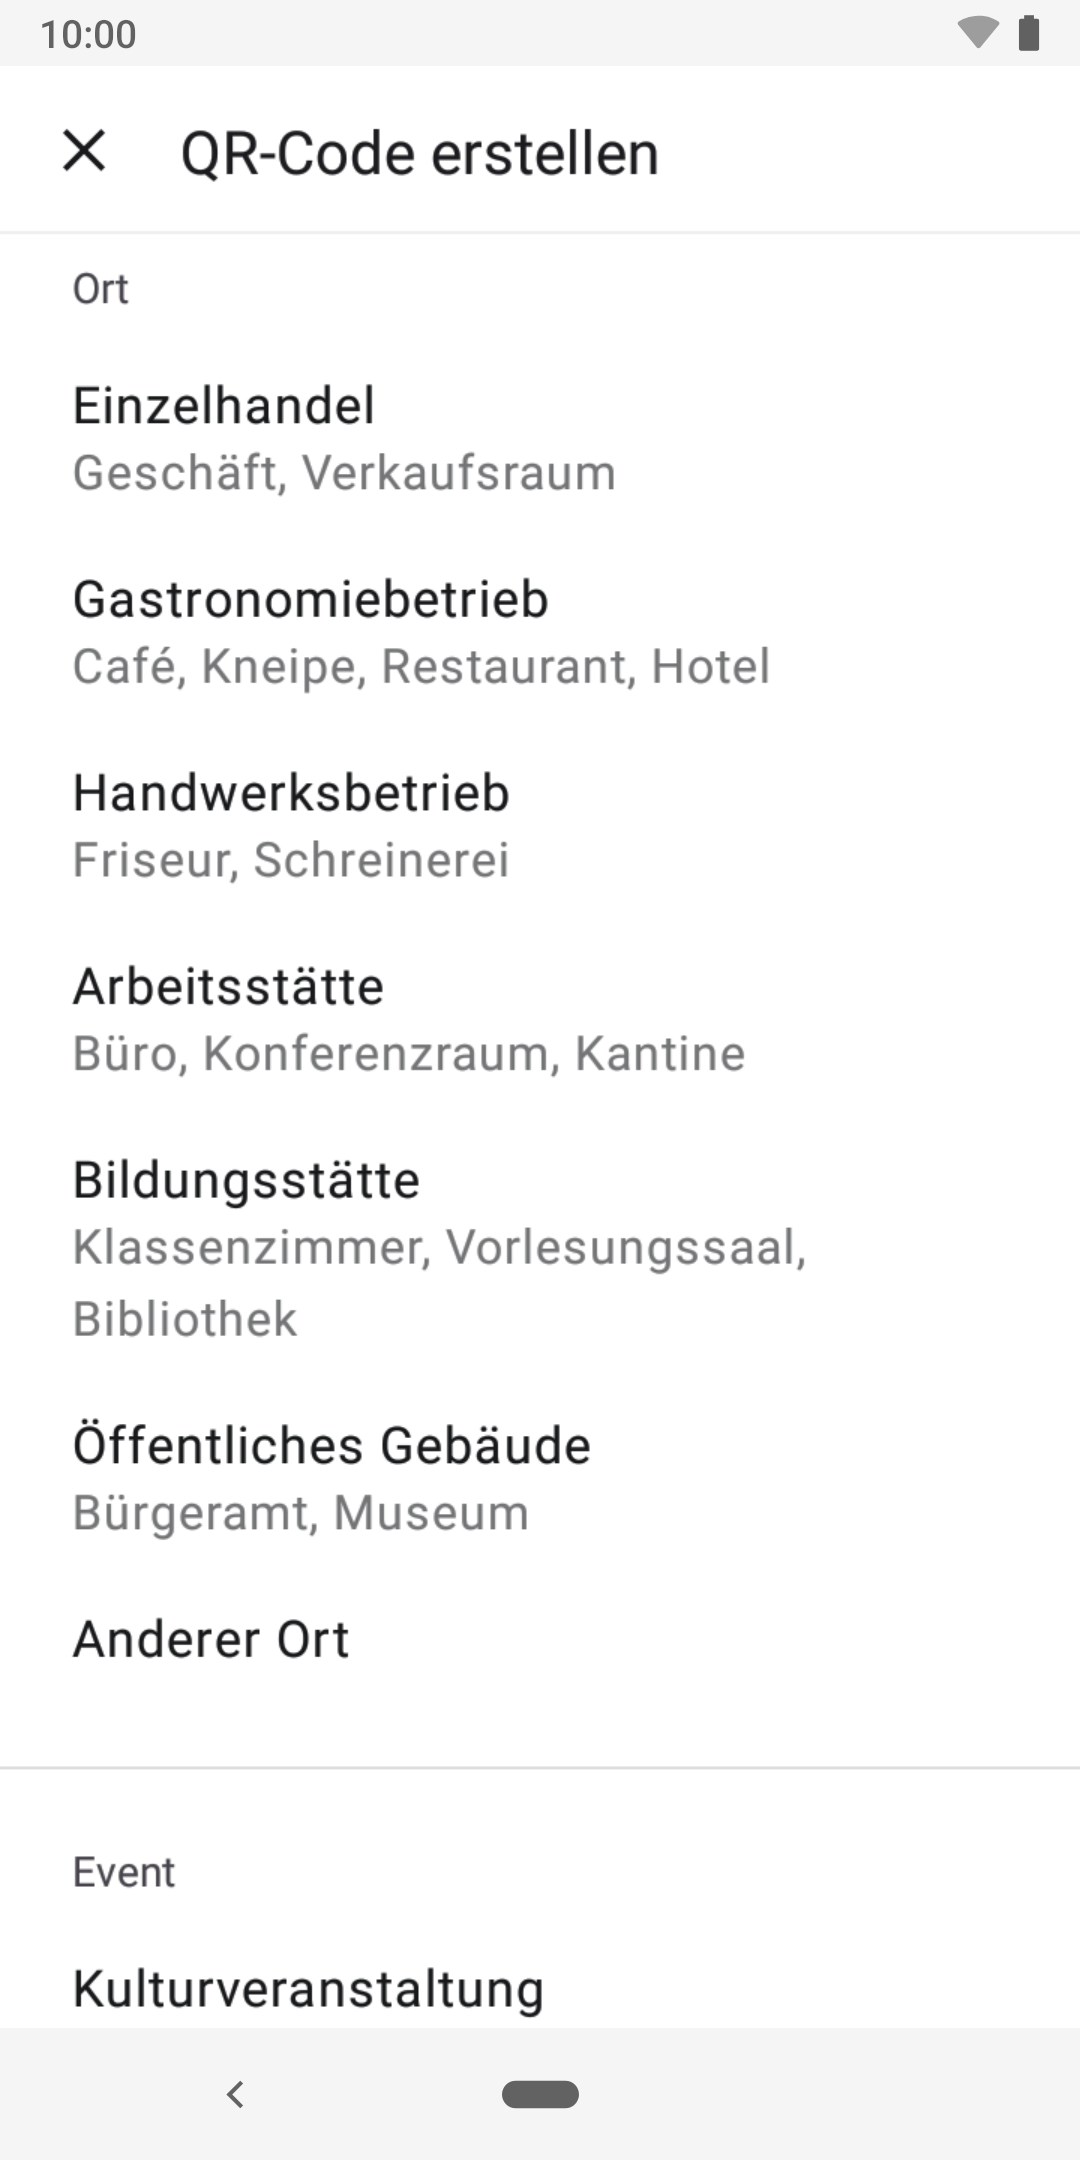 10:00
QR-Code erstellen
Ort
Einzelhandel
Geschäft, Verkaufsraum
Gastronomiebetrieb
Café, Kneipe, Restaurant, Hotel
Handwerksbetrieb
Friseur, Schreinerei
Arbeitsstätte
Büro, Konferenzraum, Kantine
Bildungsstätte
Klassenzimmer, Vorlesungssaal,
Bibliothek
Öffentliches Gebäude
Bürgeramt, Museum
Anderer Ort
Event
Kulturveranstaltung